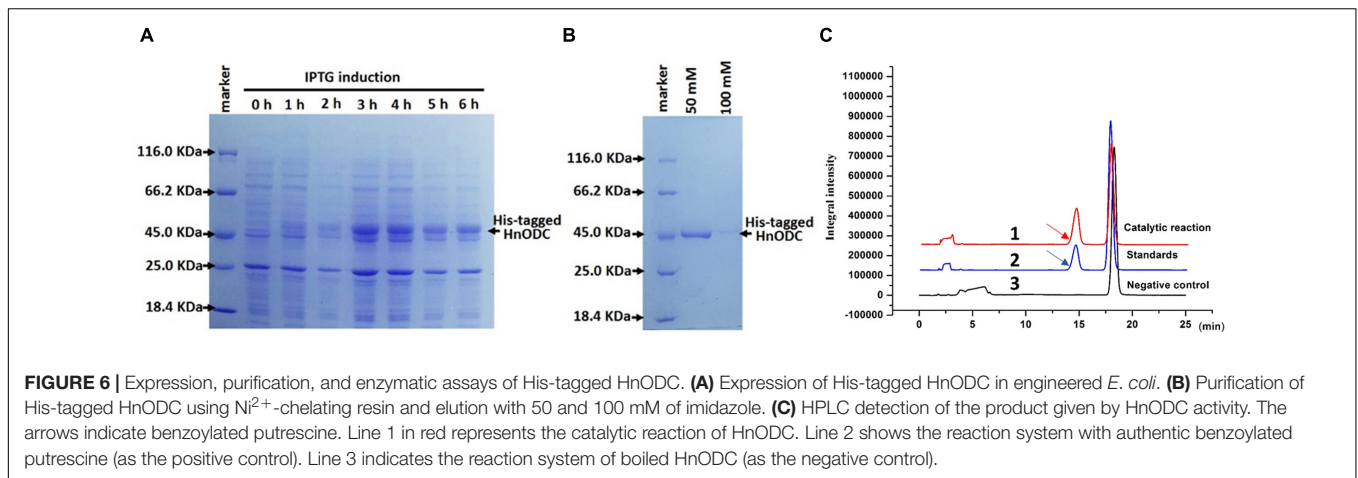 A
IPTG induction
marker
0 h 1 h 2 h 3 h 4 h 5 h 6 h
116.0 KDa
66.2 KDa
45.0 KDa
25.0 KDa
18.4 KDa
His-tagged
HnODC
B
marker
50 mM
100 mM
116.0 KDa
66.2 KDa
45.0 KDa
25.0 KDa
18.4 KDa
His-tagged
HnODC
C
Integral intensity
1100000
1000000
900000
800000
700000
600000
500000
400000
300000
200000
100000
0
-100000
1
Catalytic reaction
2
Standards
3
Negative control
0 5 10 15 20 25 (min)
FIGURE 6 | Expression, purification, and enzymatic assays of His-tagged HnODC. (A) Expression of His-tagged HnODC in engineered E. coli. (B) Purification of
His-tagged HnODC using Ni2+-chelating resin and elution with 50 and 100 mM of imidazole. (C) HPLC detection of the product given by HnODC activity. The
arrows indicate benzoylated putrescine. Line 1 in red represents the catalytic reaction of HnODC. Line 2 shows the reaction system with authentic benzoylated
putrescine (as the positive control). Line 3 indicates the reaction system of boiled HnODC (as the negative control).